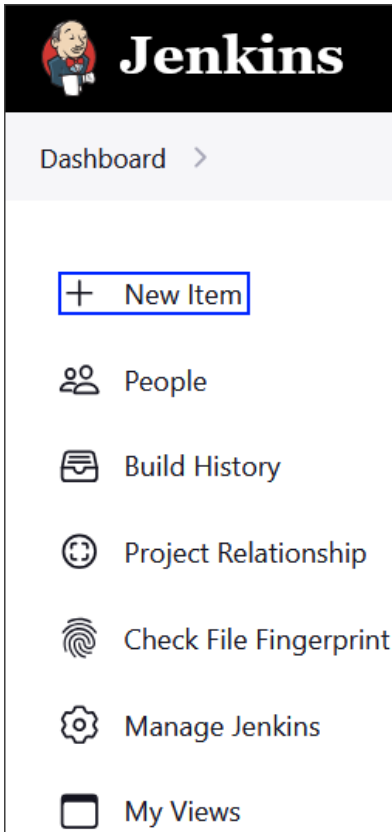 Jenkins
Dashboard >
+ New Item
People
Build History
Project Relationship
Check File Fingerprint
Manage Jenkins
My Views